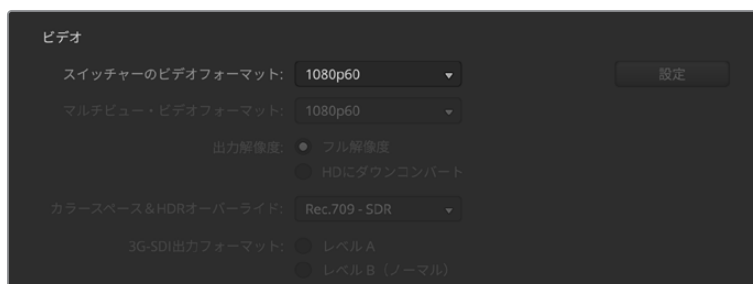 ビデオ
スイッチャーのビデオフォーマット: 1080p60 設定
マルチビュー・ビデオフォーマット: 1080p60
出力解像度: フル解像度
HDにダウンコンバート
カラースペース&HDRオーバーライド: Rec.709 - SDR
3G-SDI出力フォーマット: レベル A
レベル B（ノーマル）